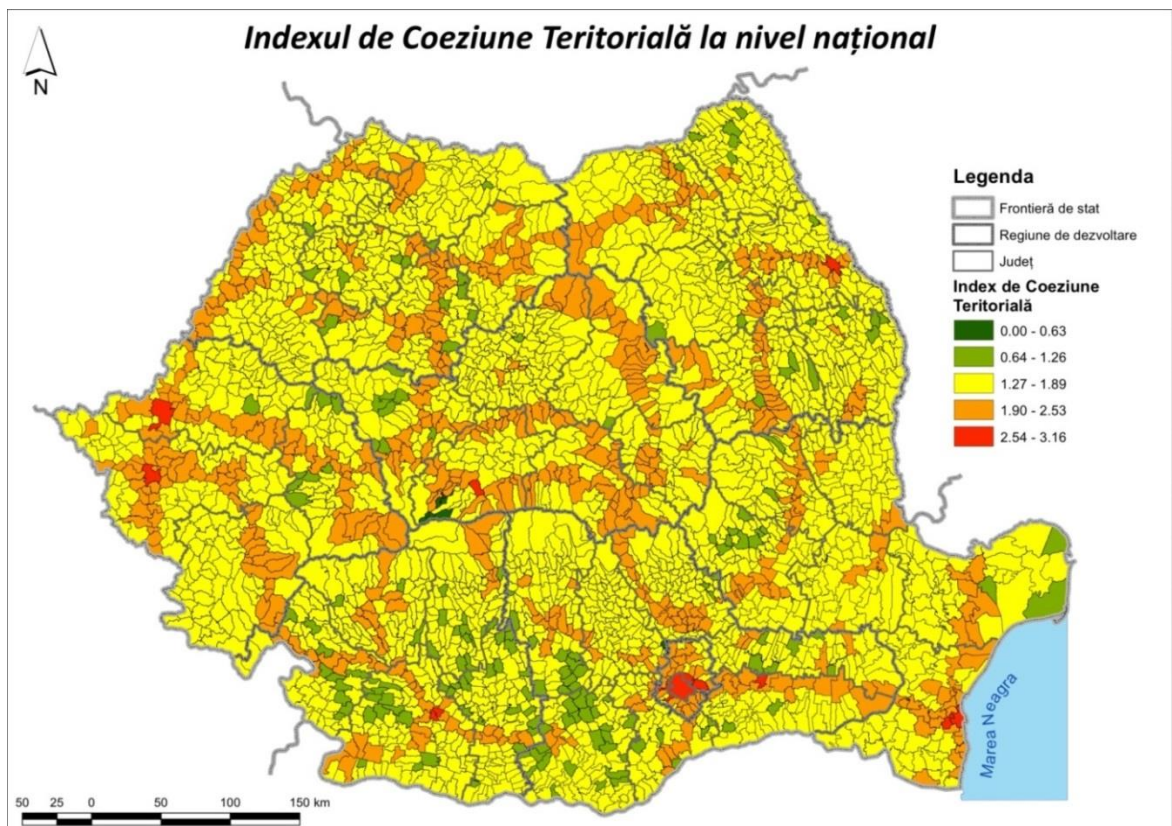 Indexul de Coeziune Teritorială la nivel național
N
Legenda
Frontieră de stat
Regiune de dezvoltare
Județ
Index de Coeziune
Teritorială
0.00 - 0.63
0.64 - 1.26
1.27 - 1.89
1.90 - 2.53
2.54 - 3.16
Marea Neagra
50 25 0 50 100 150 km